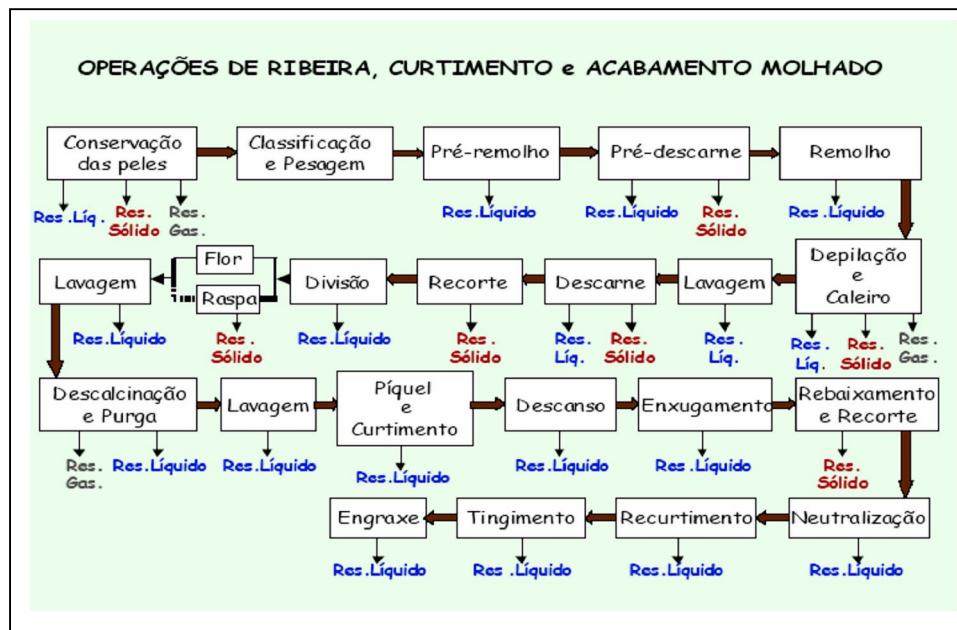 OPERAÇÕES DE RIBEIRA, CURTIMENTO e ACABAMENTO MOLHADO
Conservação
das peles
Classificação
e Pesagem
Pré-remolho
Pré-descarne
Remolho
Res.Líq.
Res.
Sólido
Res.
Gas.
Res.Líquido
Res.Líquido
Res.
Sólido
Res.Líquido
Depilação
e
Caleiro
Lavagem
Descarne
Recorte
Divisão
Flor
Raspa
Lavagem
Res.
Líq.
Res.
Sólido
Res.
Gas.
Res.
Líq.
Res.
Líq.
Res.
Sólido
Res.
Sólido
Res.Líquido
Res.
Sólido
Res.Líquido
Descalcinação
e Purga
Lavagem
Píquel
e
Curtimento
Descanso
Enxugamento
Rebaixamento
e Recorte
Res.
Gas.
Res.Líquido
Res.Líquido
Res.Líquido
Res.Líquido
Res.Líquido
Res.
Sólido
Neutralização
Recurtimento
Tingimento
Engraxe
Res.Líquido
Res.Líquido
Res .Líquido
Res.Líquido